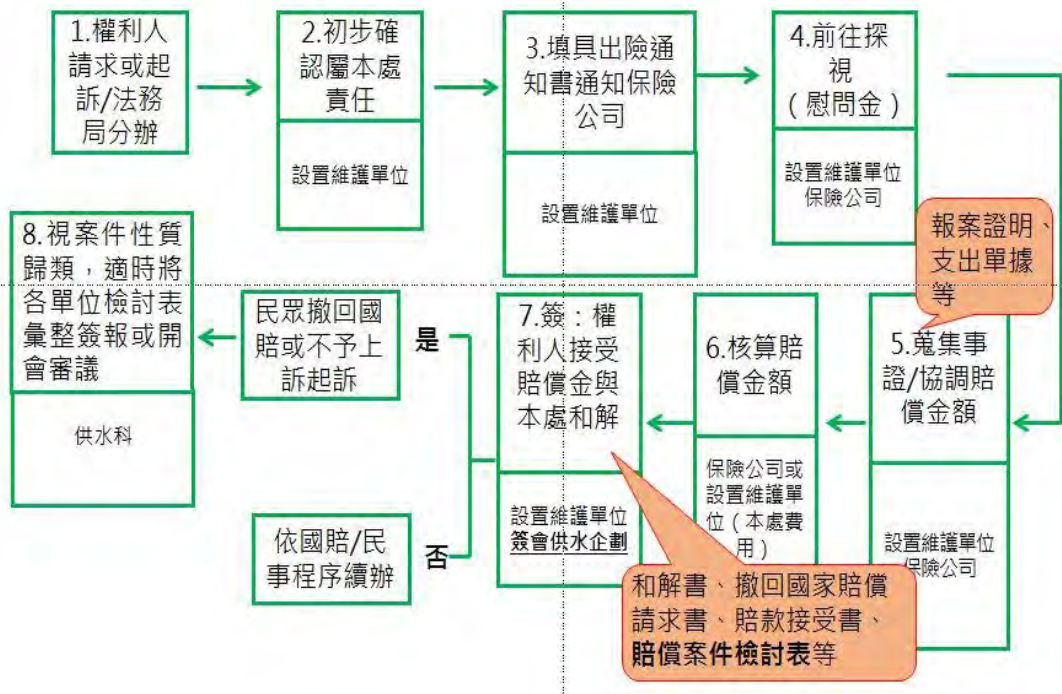 1.權利人
請求或起
訴/法務
局分辦
2.初步確
認屬本處
責任
設置維護單位
3.填具出險通
知書通知保險
公司
設置維護單位
4.前往探
視
（慰問金）
設置維護單位
保險公司
報案證明、
支出單據
等
5.蒐集事
證/協調賠
償金額
設置維護單位
保險公司
6.核算賠
償金額
保險公司或
設置維護單
位（本處費
用）
7.簽：權
利人接受
賠償金與
本處和解
設置維護單位
簽會供水企劃
和解書、撤回國家賠償
請求書、賠款接受書、
賠償案件檢討表等
是
民眾撤回國
賠或不予上
訴起訴
否
依國賠/民
事程序續辦
8.視案件性質
歸類，適時將
各單位檢討表
彙整簽報或開
會審議
供水科